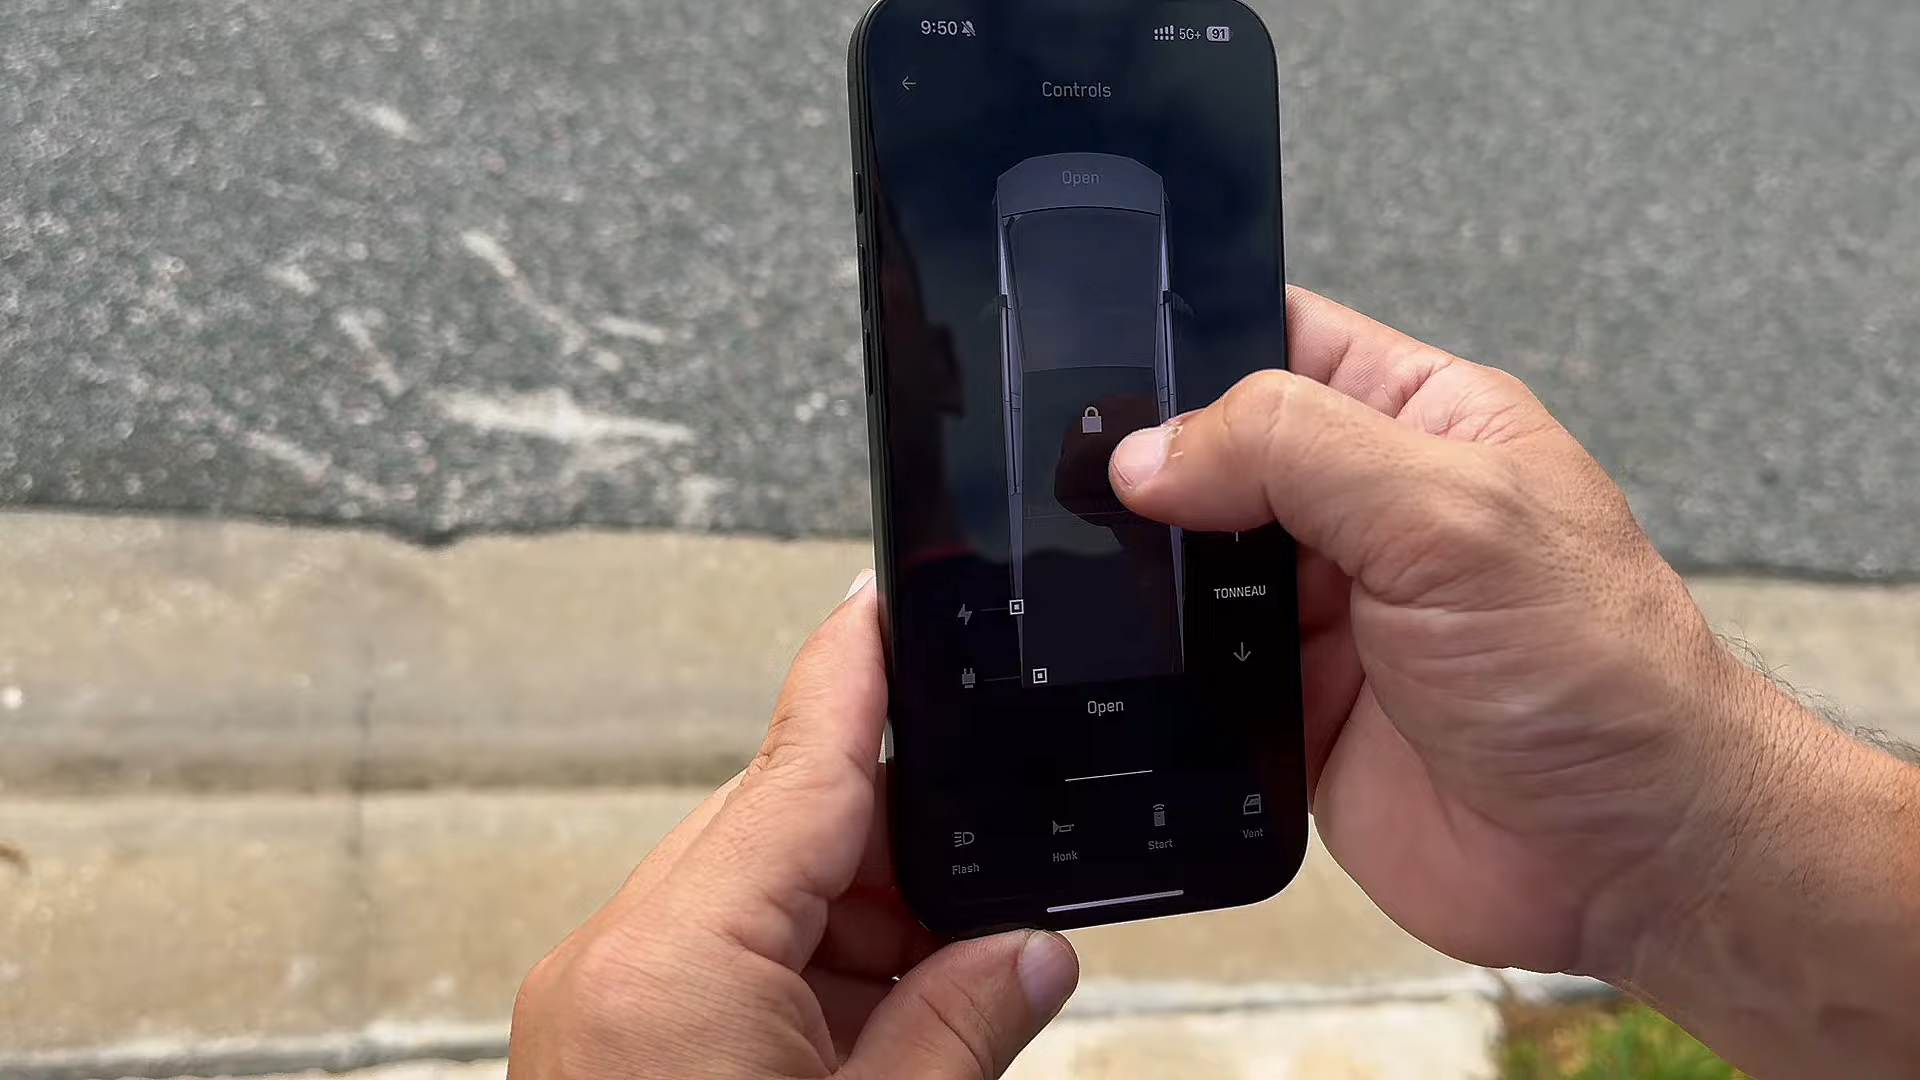 9:50
5G+ 91
Controls
Open
TONNEAU
Open
Flash
Honk
Start
Vent